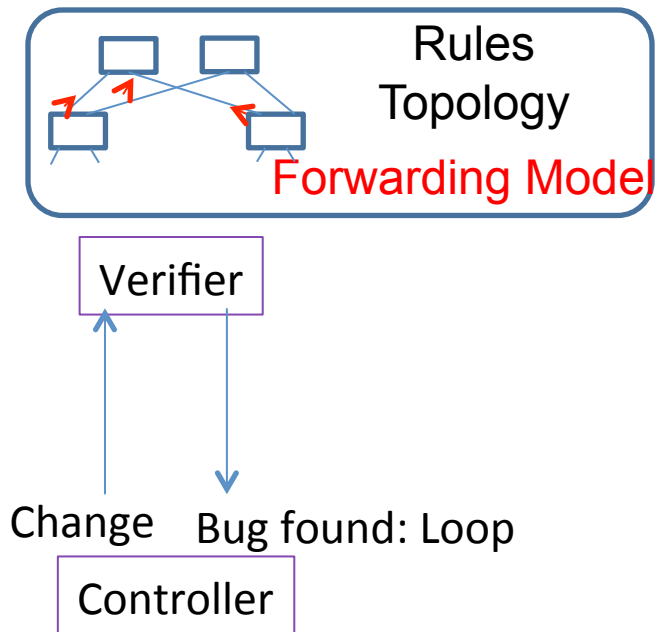 Rules
Topology
Forwarding Model
Verifier
Change
Bug found: Loop
Controller